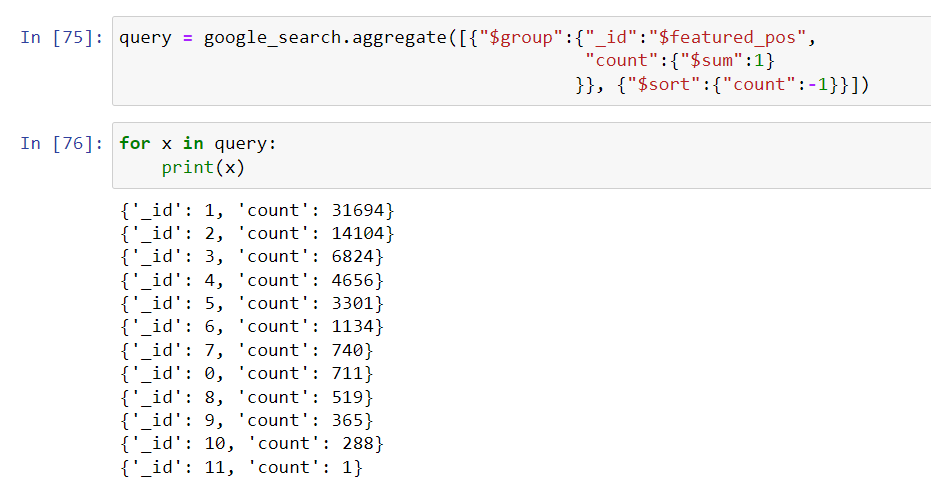 In [75]: query = google_search.aggregate([{"$group":{"_id":"$featured_pos",
"count":{"$sum":1}
}}, {"$sort":{"count":-1}}])
In [76]: for x in query:
print(x)
{'_id': 1, 'count': 31694}
{'_id': 2, 'count': 14104}
{'_id': 3, 'count': 6824}
{'_id': 4, 'count': 4656}
{'_id': 5, 'count': 3301}
{'_id': 6, 'count': 1134}
{'_id': 7, 'count': 740}
{'_id': 0, 'count': 711}
{'_id': 8, 'count': 519}
{'_id': 9, 'count': 365}
{'_id': 10, 'count': 288}
{'_id': 11, 'count': 1}